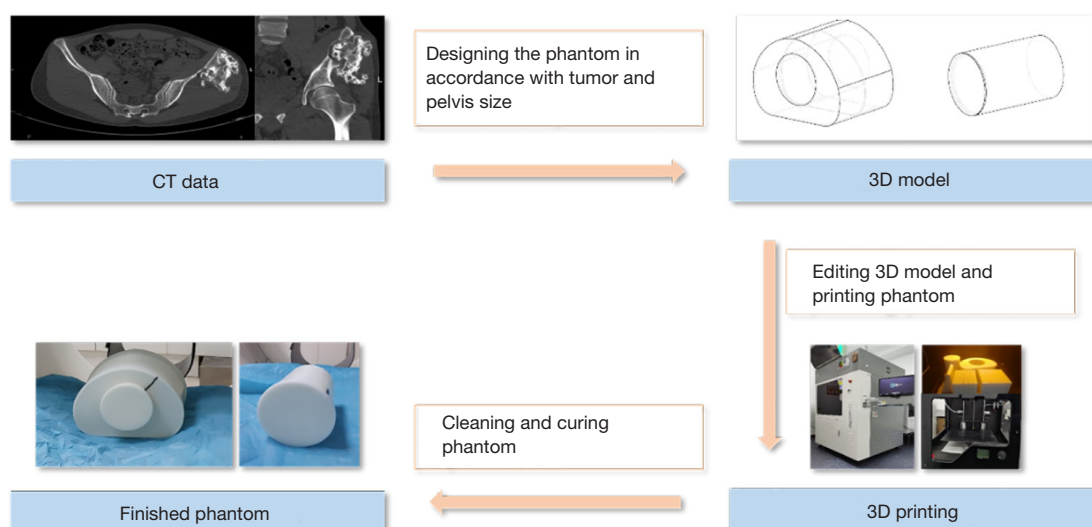 Designing the phantom in
accordance with tumor and
pelvis size
CT data
3D model
Editing 3D model and
printing phantom
Cleaning and curing
phantom
Finished phantom
3D printing